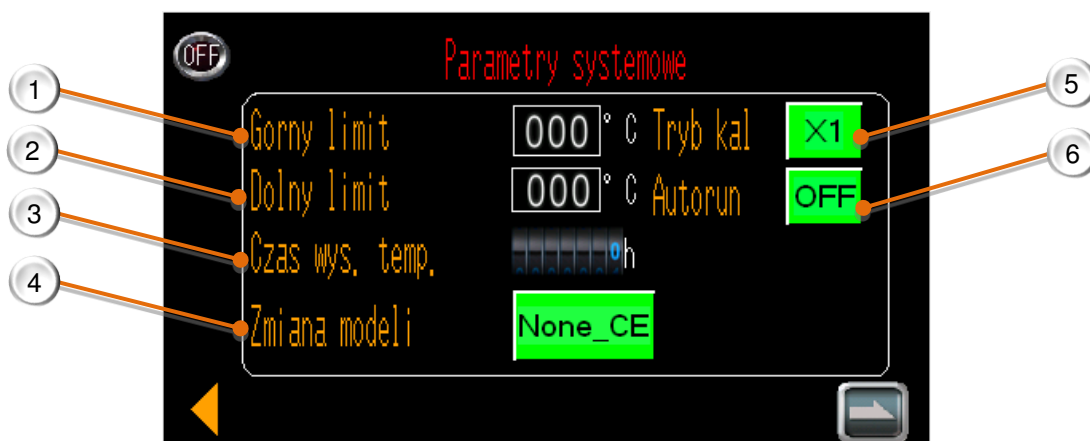 OFF
Parametry systemowe
1
Gorny limit 000 ° C Tryb kal X1
5
2
Dolny limit 000 ° C Autorun OFF
6
3
Czas wys. temp. 0 h
4
Zmiana modeli None_CE